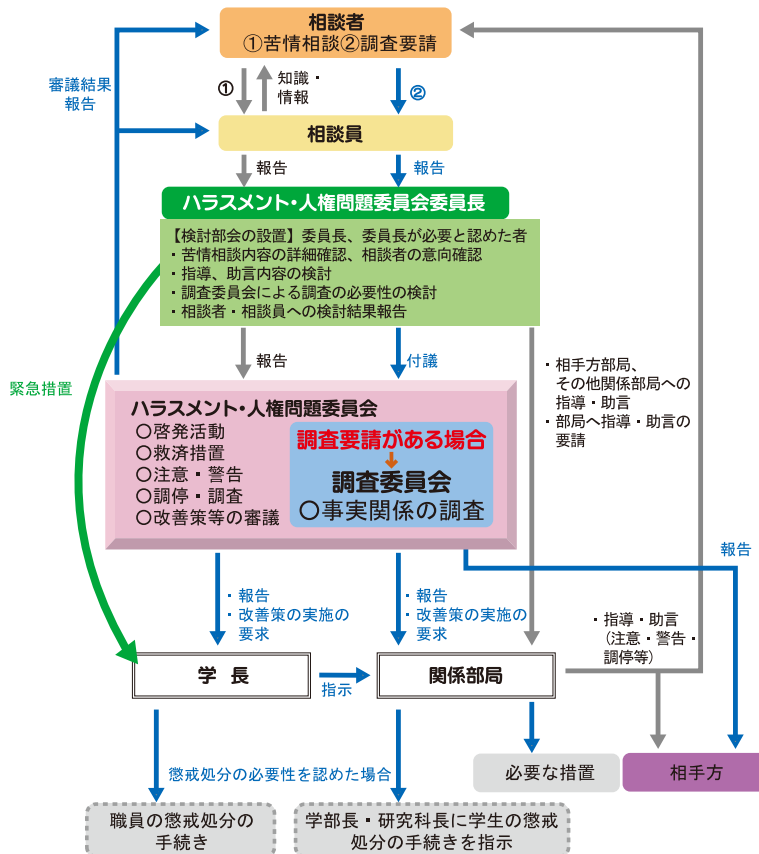 相談者
①苦情相談②調査要請
審議結果
報告
①
知識・
情報
②
相談員
報告
報告
ハラスメント・人権問題委員会委員長
【検討部会の設置】委員長、委員長が必要と認めた者
・苦情相談内容の詳細確認、相談者の意向確認
・指導、助言内容の検討
・調査委員会による調査の必要性の検討
・相談者・相談員への検討結果報告
報告
付議
・相手方部局、
その他関係部局への
指導・助言
・部局へ指導・助言の
要請
緊急措置
ハラスメント・人権問題委員会
〇啓発活動
〇救済措置
〇注意・警告
〇調停・調査
〇改善策等の審議
調査要請がある場合
調査委員会
〇事実関係の調査
報告
・報告
・改善策の実施の
要求
・報告
・改善策の実施の
要求
・指導・助言
(注意・警告・
調停等)
学長
指示
関係部局
懲戒処分の必要性を認めた場合
必要な措置
相手方
職員の懲戒処分の
手続き
学部長・研究科長に学生の懲戒
処分の手続きを指示